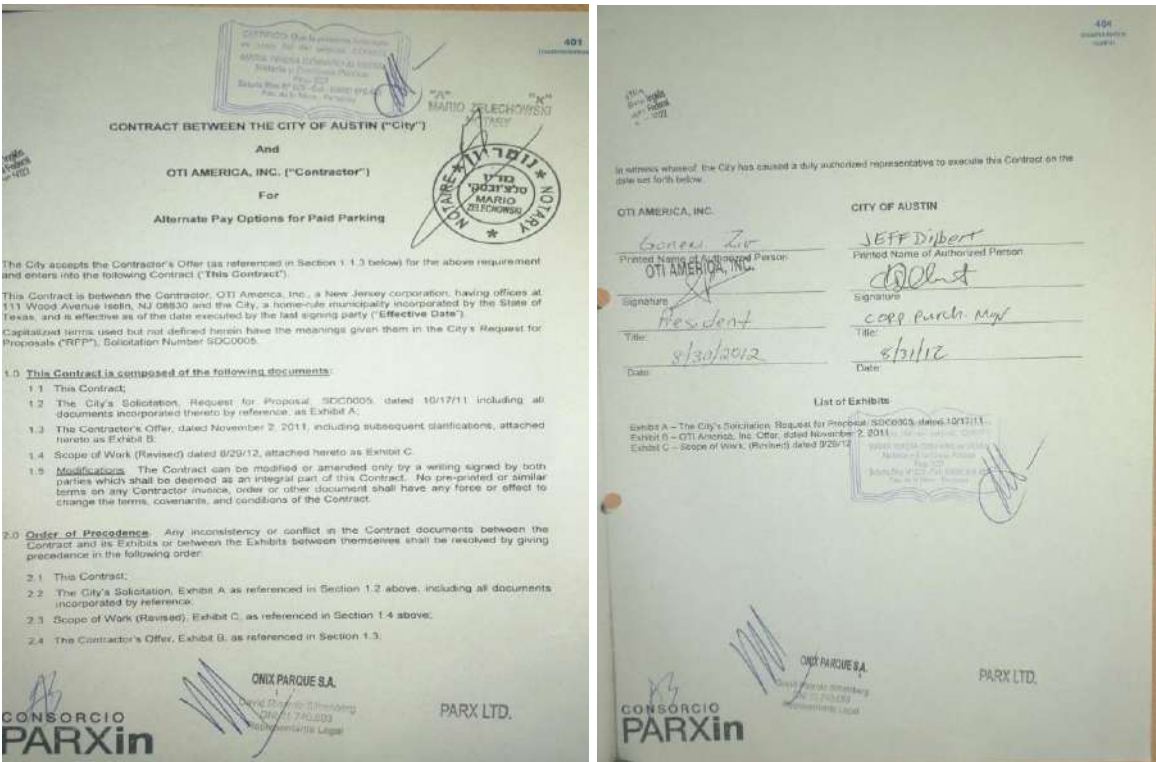 401
"A" "X"
MARIO ZELECHOWSKI
CONTRACT BETWEEN THE CITY OF AUSTIN ("City")
And
OTI AMERICA, INC. ("Contractor")
For
Alternate Pay Options for Paid Parking
נוטריון
NOTAIRE
NOTARY
MARIO
ZELECHOWSKI
The City accepts the Contractor's Offer (as referenced in Section 1.1.3 below) for the above requirement
and enters into the following Contract ("This Contract").
This Contract is between the Contractor, OTI America, Inc., a New Jersey corporation, having offices at
111 Wood Avenue Iselin, NJ 08830 and the City, a home-rule municipality incorporated by the State of
Texas, and is effective as of the date executed by the last signing party ("Effective Date").
Capitalized terms used but not defined herein have the meanings given them in the City's Request for
Proposals ("RFP"), Solicitation Number SDC0005.
1.0 This Contract is composed of the following documents:
1.1 This Contract;
1.2 The City's Solicitation, Request for Proposal, SDC0005, dated 10/17/11 including all
documents incorporated thereto by reference, as Exhibit A;
1.3 The Contractor's Offer, dated November 2, 2011, including subsequent clarifications, attached
hereto as Exhibit B;
1.4 Scope of Work (Revised) dated 8/29/12, attached hereto as Exhibit C.
1.5 Modifications. The Contract can be modified or amended only by a writing signed by both
parties which shall be deemed as an integral part of this Contract. No pre-printed or similar
terms on any Contractor invoice, order or other document shall have any force or effect to
change the terms, covenants, and conditions of the Contract.
2.0 Order of Precedence. Any inconsistency or conflict in the Contract documents between the
Contract and its Exhibits or between the Exhibits between themselves shall be resolved by giving
precedence in the following order:
2.1 This Contract;
2.2 The City's Solicitation, Exhibit A as referenced in Section 1.2 above, including all documents
incorporated by reference;
2.3 Scope of Work (Revised), Exhibit C, as referenced in Section 1.4 above;
2.4 The Contractor's Offer, Exhibit B, as referenced in Section 1.3.
ONIX PARQUE S.A.
Representante Legal
PARX LTD.
CONSORCIO
PARXin
In witness whereof, the City has caused a duly authorized representative to execute this Contract on the
date set forth below.
OTI AMERICA, INC.
Printed Name of Authorized Person
OTI AMERICA, INC.
Signature
President
Title:
8/30/2012
Date:
CITY OF AUSTIN
JEFF Dilbert
Printed Name of Authorized Person
Signature
Corp Purch. Mgr
Title:
8/31/12
Date:
List of Exhibits
Exhibit A – The City's Solicitation, Request for Proposal, SDC0005, dated 10/17/11
Exhibit B – OTI America, Inc. Offer, dated November 2, 2011
Exhibit C – Scope of Work, (Revised) dated 8/29/12
ONIX PARQUE S.A.
Representante Legal
PARX LTD.
CONSORCIO
PARXin